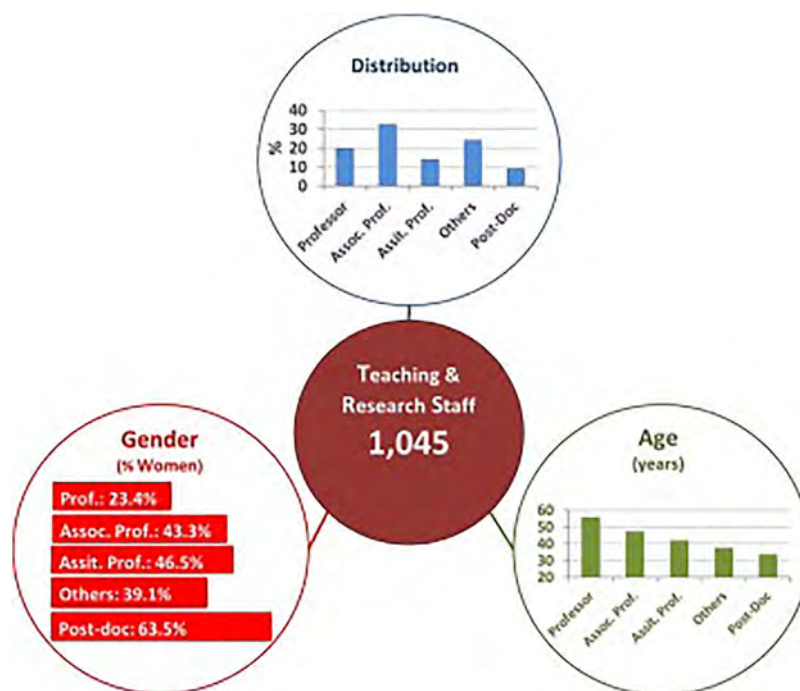 Distribution
%
40
30
20
10
0
Professor
Assoc. Prof.
Assit. Prof.
Others
Post-Doc
Teaching &
Research Staff
1,045
Gender
(% Women)
Prof.: 23.4%
Assoc. Prof.: 43.3%
Assit. Prof.: 46.5%
Others: 39.1%
Post-doc: 63.5%
Age
(years)
60
50
40
30
20
Professor
Assoc. Prof.
Assit. Prof.
Others
Post-Doc